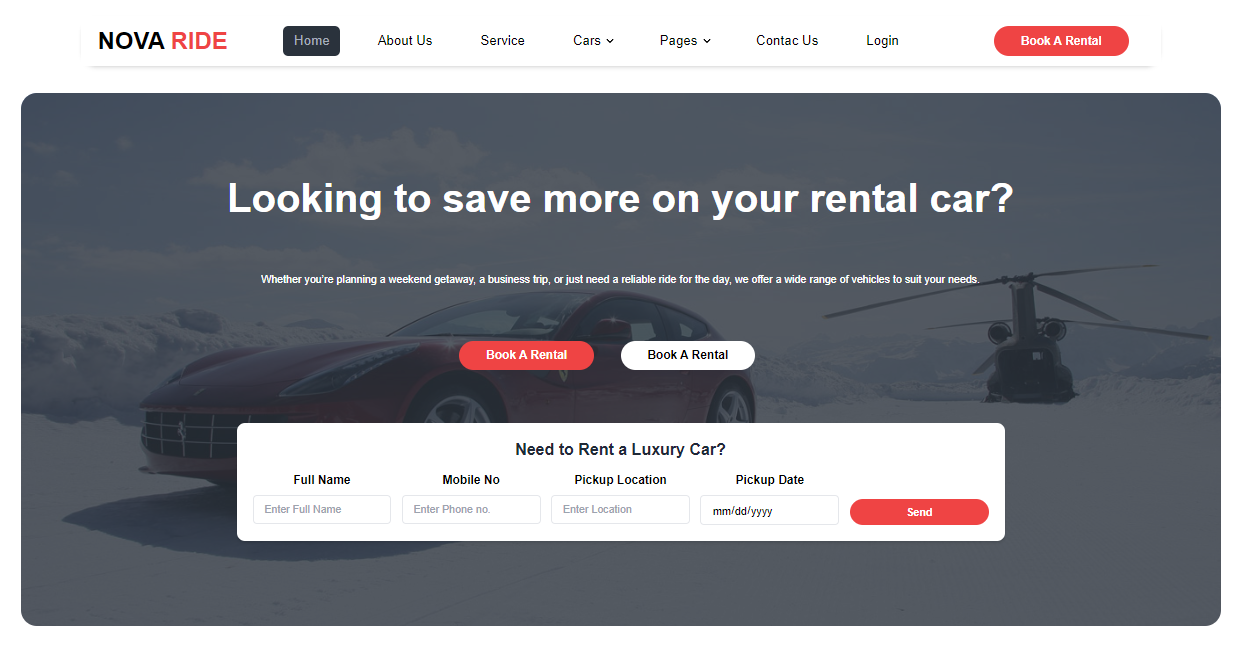 NOVA RIDE
Home
About Us
Service
Cars
Pages
Contac Us
Login
Book A Rental
Looking to save more on your rental car?
Whether you're planning a weekend getaway, a business trip, or just need a reliable ride for the day, we offer a wide range of vehicles to suit your needs.
Book A Rental
Book A Rental
Need to Rent a Luxury Car?
Full Name
Mobile No
Pickup Location
Pickup Date
Enter Full Name
Enter Phone no.
Enter Location
mm/dd/yyyy
Send